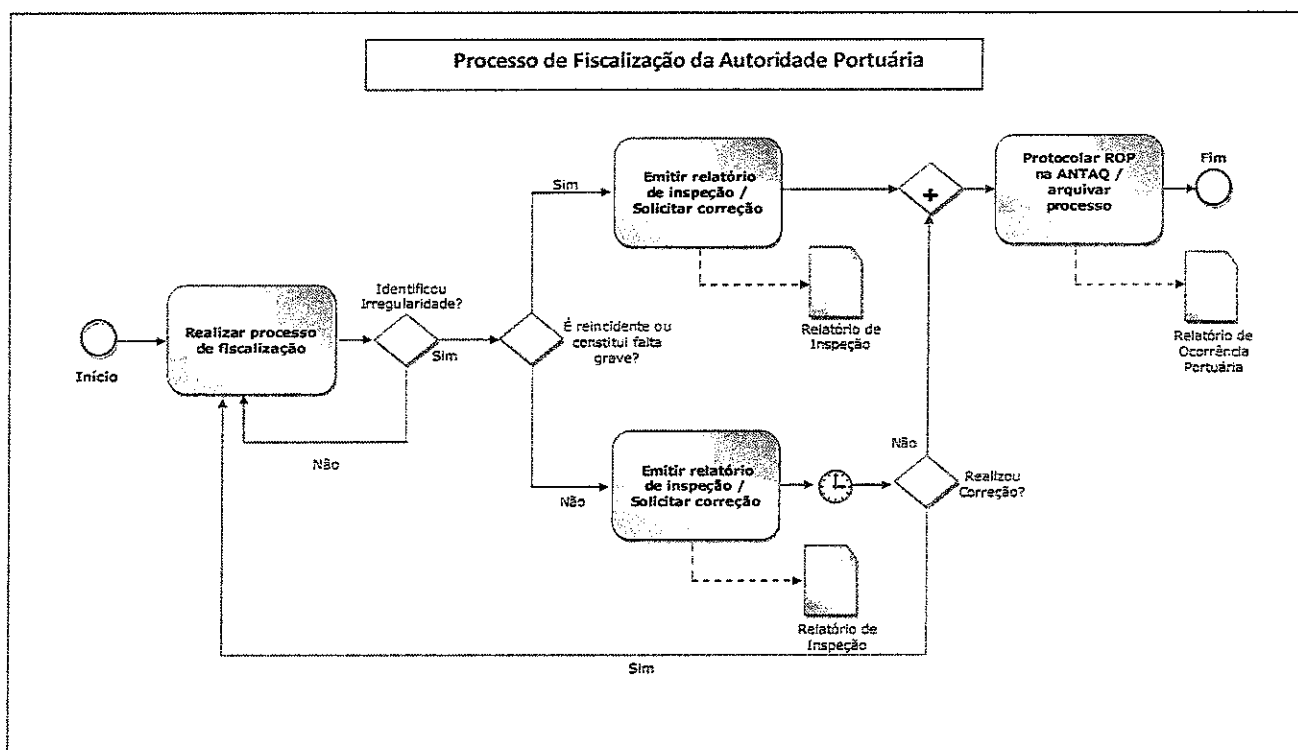 Processo de Fiscalização da Autoridade Portuária
Sim
Emitir relatório
de inspeção /
Solicitar correção
Protocolar ROP
na ANTAQ /
arquivar
processo
Fim
Relatório de
Inspeção
Relatório de
Ocorrência
Portuária
Início
Realizar processo
de fiscalização
Identificou
Irregularidade?
Sim
Não
É reincidente ou
constitui falta
grave?
Não
Emitir relatório
de inspeção /
Solicitar correção
Não
Realizou
Correção?
Relatório de
Inspeção
Sim